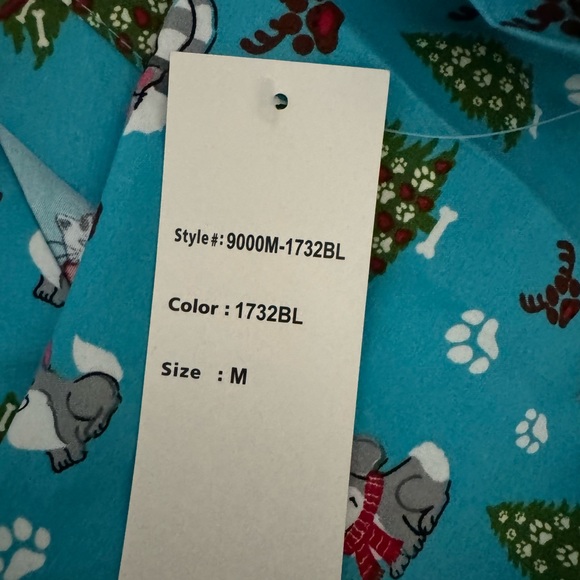 Style#: 9000M-1732BL
Color : 1732BL
Size : M